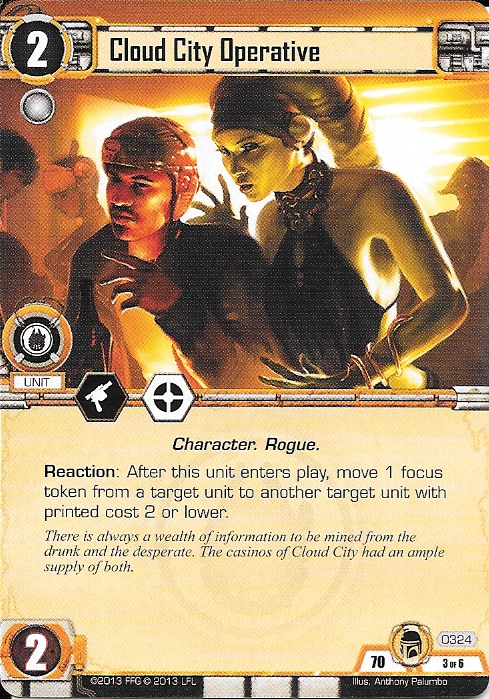 2
Cloud City Operative
UNIT
Character. Rogue.
Reaction: After this unit enters play, move 1 focus
token from a target unit to another target unit with
printed cost 2 or lower.
There is always a wealth of information to be mined from the
drunk and the desperate. The casinos of Cloud City had an ample
supply of both.
2
©2013 FFG © 2013 LFL
70
0324
3 OF 6
Illus. Anthony Palumbo